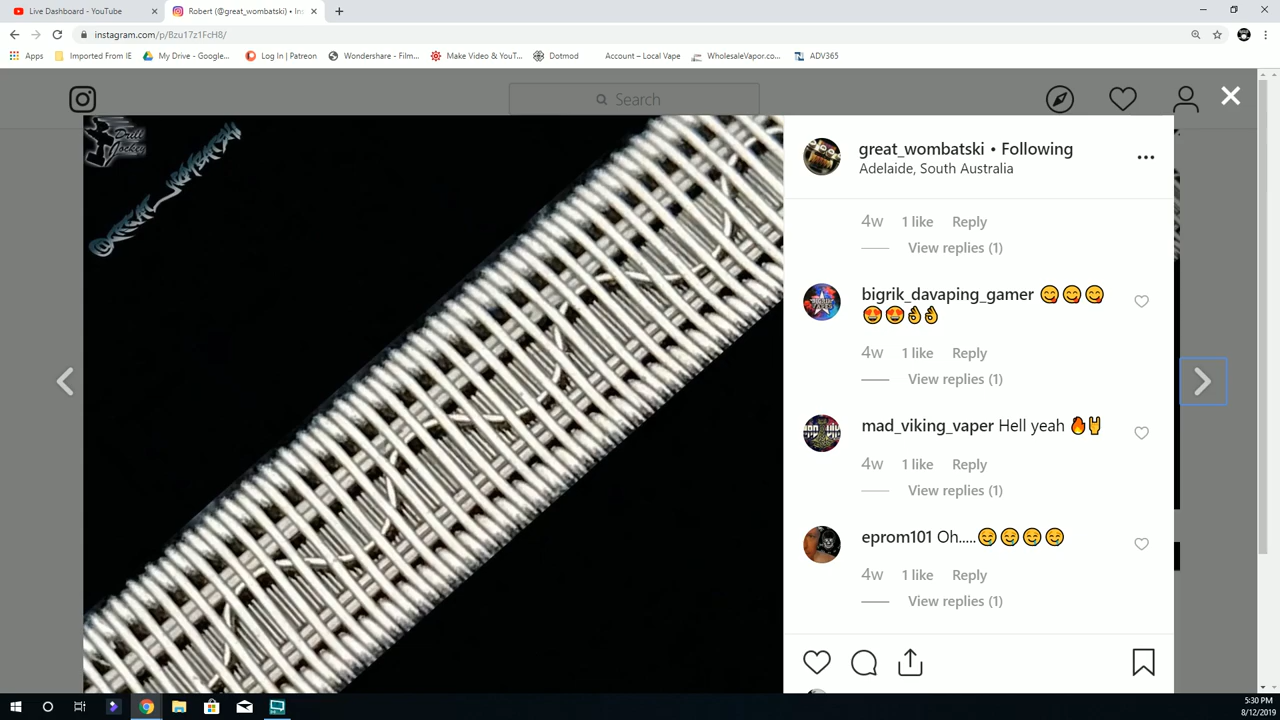 Live Dashboard - YouTube
Robert (@great_wombatski) • In
instagram.com/p/Bzu17z1FcH8/
Apps
Imported From IE
My Drive - Google...
Log In | Patreon
Wondershare - Film...
Make Video & YouT...
Dotmod
Account – Local Vape
WholesaleVapor.co...
ADV365
Search
Drill
Jockey
great_wombatski • Following
Adelaide, South Australia
4w 1 like Reply
View replies (1)
bigrik_davaping_gamer 😋😋😋
😍😍👌👌
4w 1 like Reply
View replies (1)
mad_viking_vaper Hell yeah 🔥🤘
4w 1 like Reply
View replies (1)
eprom101 Oh.....😊😊😊😊
4w 1 like Reply
View replies (1)
5:30 PM
8/12/2019